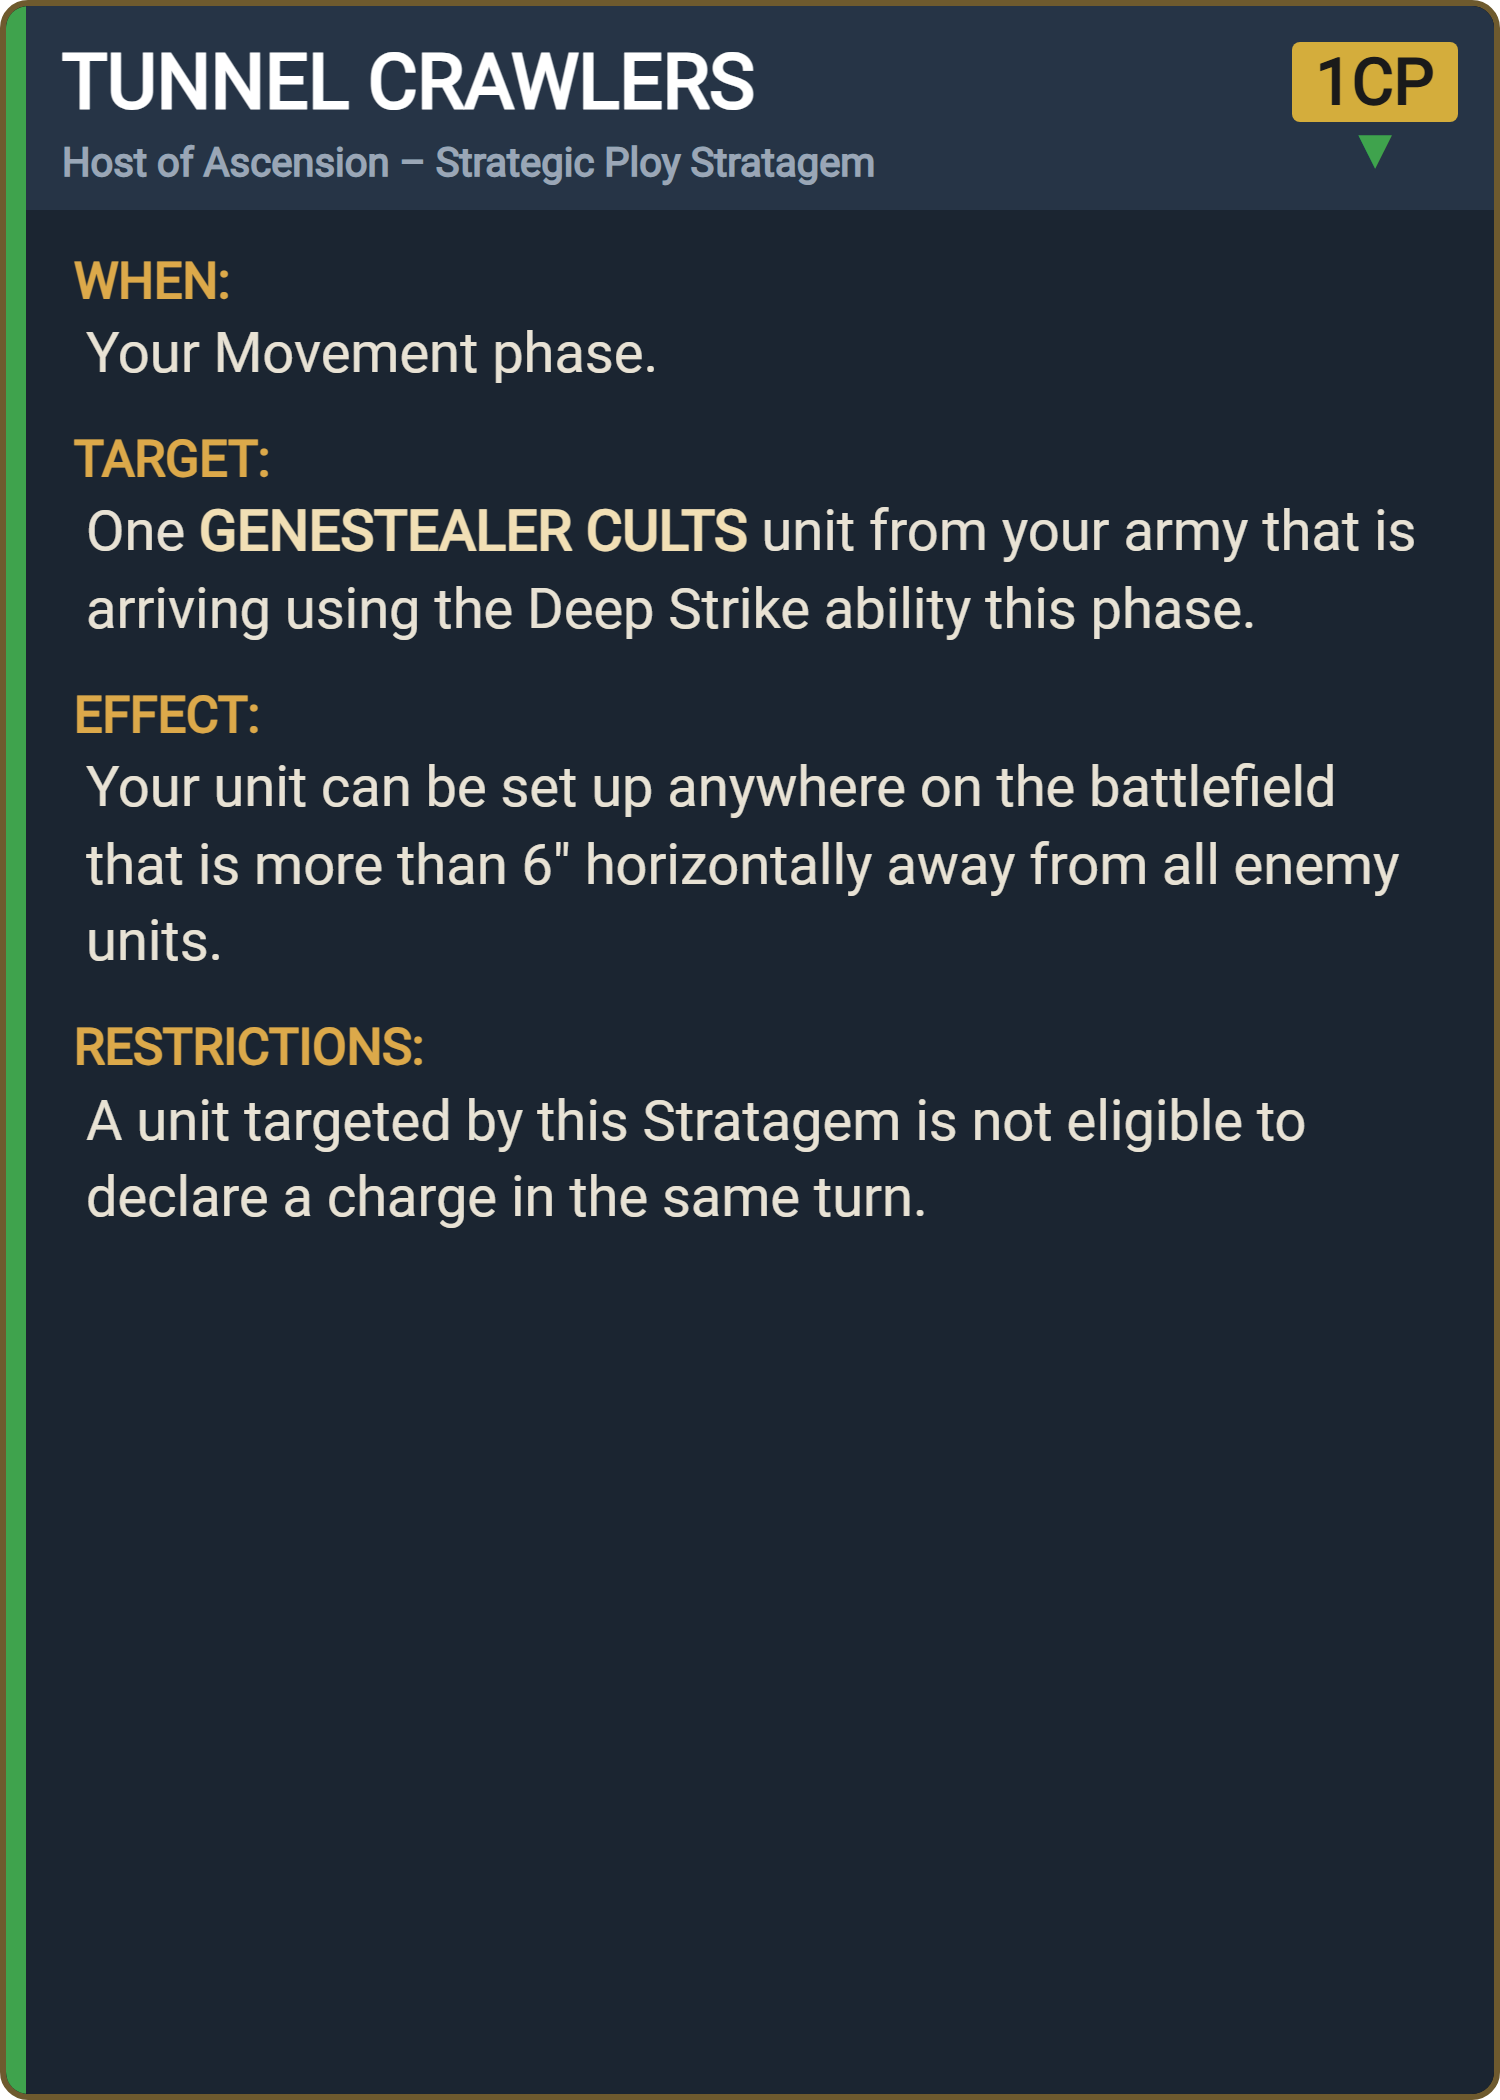 TUNNEL CRAWLERS
1CP
Host of Ascension – Strategic Ploy Stratagem
WHEN:
Your Movement phase.
TARGET:
One GENESTEALER CULTS unit from your army that is
arriving using the Deep Strike ability this phase.
EFFECT:
Your unit can be set up anywhere on the battlefield
that is more than 6" horizontally away from all enemy
units.
RESTRICTIONS:
A unit targeted by this Stratagem is not eligible to
declare a charge in the same turn.